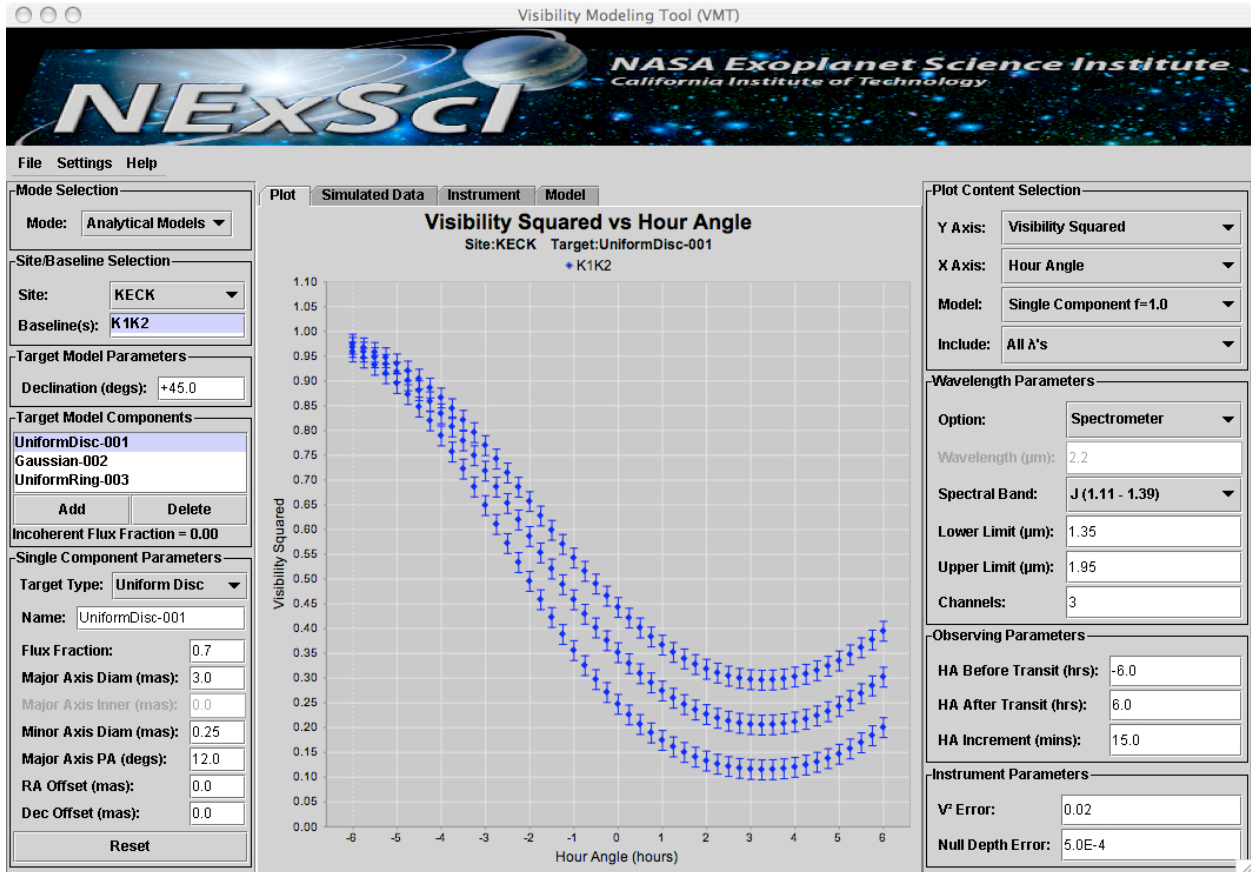 Visibility Modeling Tool (VMT)
NExScI
NASA Exoplanet Science Institute
California Institute of Technology
File Settings Help
Mode Selection
Mode: Analytical Models
Site/Baseline Selection
Site: KECK
Baseline(s): K1K2
Target Model Parameters
Declination (degs): +45.0
Target Model Components
UniformDisc-001
Gaussian-002
UniformRing-003
Add Delete
Incoherent Flux Fraction = 0.00
Single Component Parameters
Target Type: Uniform Disc
Name: UniformDisc-001
Flux Fraction: 0.7
Major Axis Diam (mas): 3.0
Major Axis Inner (mas): 0.0
Minor Axis Diam (mas): 0.25
Major Axis PA (degs): 12.0
RA Offset (mas): 0.0
Dec Offset (mas): 0.0
Reset
Plot Simulated Data Instrument Model
Visibility Squared vs Hour Angle
Site:KECK Target:UniformDisc-001
K1K2
1.10
1.05
1.00
0.95
0.90
0.85
0.80
0.75
0.70
0.65
0.60
0.55
0.50
0.45
0.40
0.35
0.30
0.25
0.20
0.15
0.10
0.05
0.00
Visibility Squared
-6 -5 -4 -3 -2 -1 0 1 2 3 4 5 6
Hour Angle (hours)
Plot Content Selection
Y Axis: Visibility Squared
X Axis: Hour Angle
Model: Single Component f=1.0
Include: All λ's
Wavelength Parameters
Option: Spectrometer
Wavelength (μm): 2.2
Spectral Band: J (1.11 - 1.39)
Lower Limit (μm): 1.35
Upper Limit (μm): 1.95
Channels: 3
Observing Parameters
HA Before Transit (hrs): -6.0
HA After Transit (hrs): 6.0
HA Increment (mins): 15.0
Instrument Parameters
V² Error: 0.02
Null Depth Error: 5.0E-4